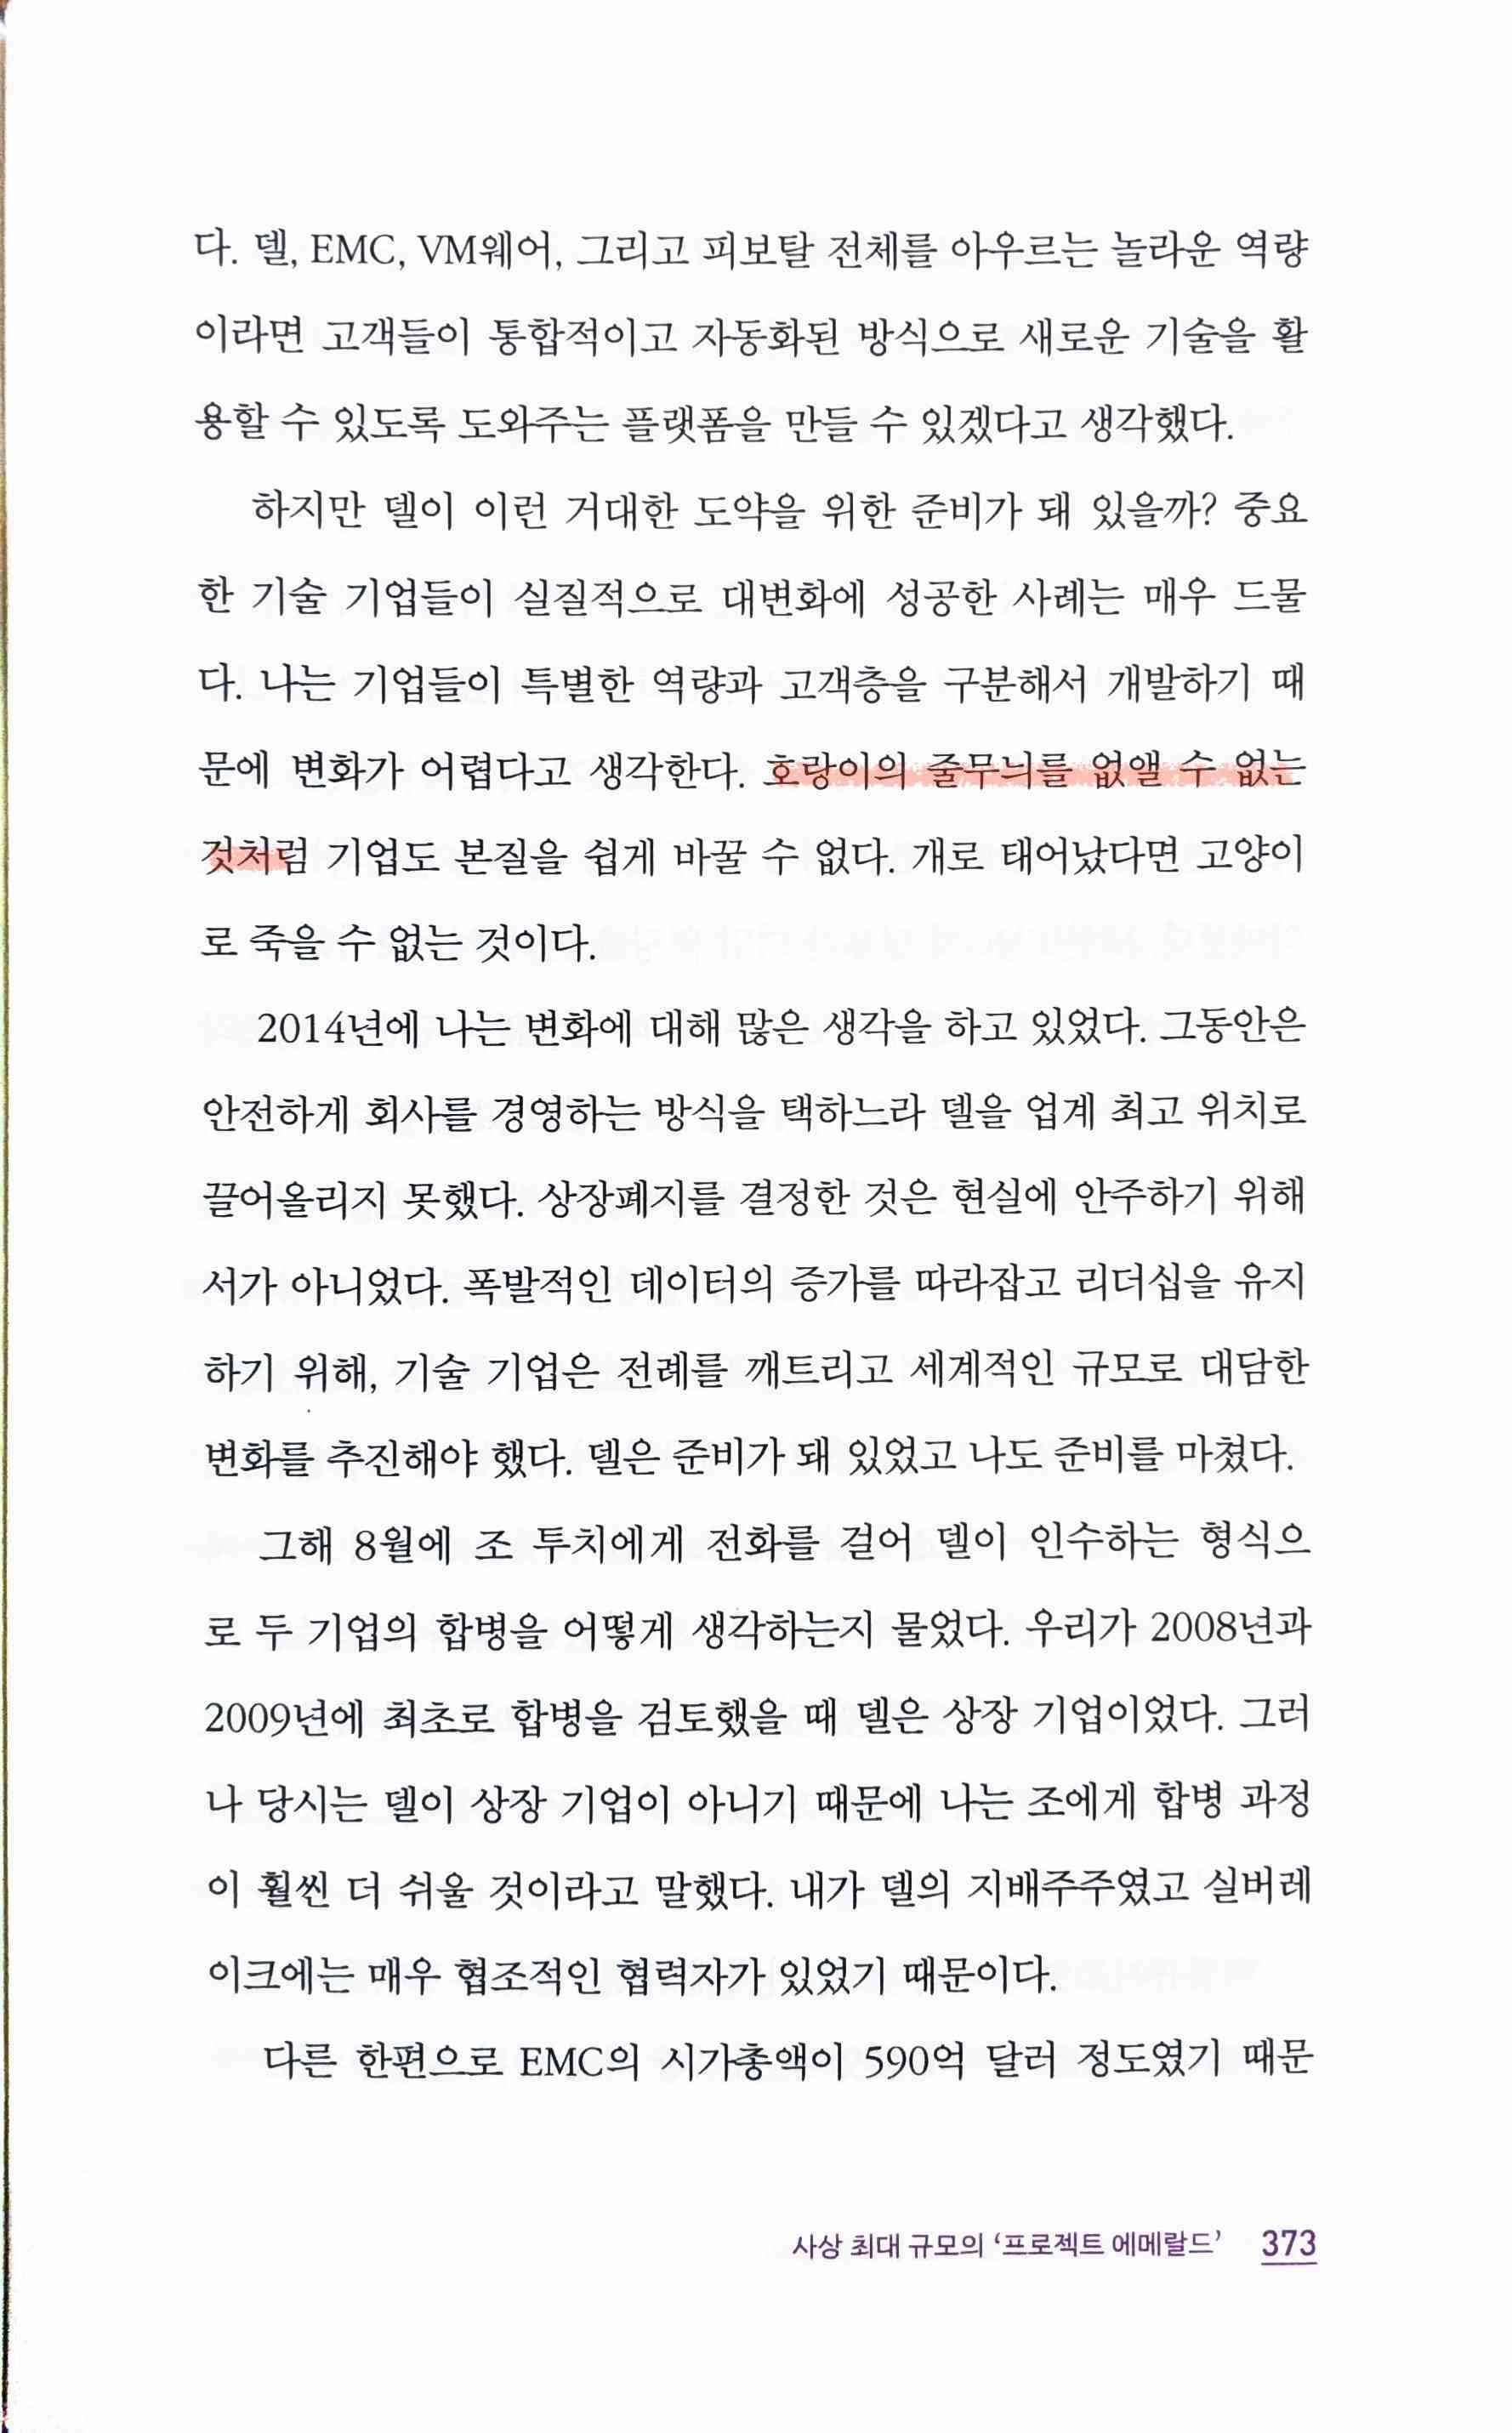 다. 델, EMC, VM웨어, 그리고 피보탈 전체를 아우르는 놀라운 역량
이라면 고객들이 통합적이고 자동화된 방식으로 새로운 기술을 활
용할 수 있도록 도와주는 플랫폼을 만들 수 있겠다고 생각했다.
하지만 델이 이런 거대한 도약을 위한 준비가 돼 있을까? 중요
한 기술 기업들이 실질적으로 대변화에 성공한 사례는 매우 드물
다. 나는 기업들이 특별한 역량과 고객층을 구분해서 개발하기 때
문에 변화가 어렵다고 생각한다. 호랑이의 줄무늬를 없앨 수 없는
것처럼 기업도 본질을 쉽게 바꿀 수 없다. 개로 태어났다면 고양이
로 죽을 수 없는 것이다.
2014년에 나는 변화에 대해 많은 생각을 하고 있었다. 그동안은
안전하게 회사를 경영하는 방식을 택하느라 델을 업계 최고 위치로
끌어올리지 못했다. 상장폐지를 결정한 것은 현실에 안주하기 위해
서가 아니었다. 폭발적인 데이터의 증가를 따라잡고 리더십을 유지
하기 위해, 기술 기업은 전례를 깨트리고 세계적인 규모로 대담한
변화를 추진해야 했다. 델은 준비가 돼 있었고 나도 준비를 마쳤다.
그해 8월에 조 투치에게 전화를 걸어 델이 인수하는 형식으
로 두 기업의 합병을 어떻게 생각하는지 물었다. 우리가 2008년과
2009년에 최초로 합병을 검토했을 때 델은 상장 기업이었다. 그러
나 당시는 델이 상장 기업이 아니기 때문에 나는 조에게 합병 과정
이 훨씬 더 쉬울 것이라고 말했다. 내가 델의 지배주주였고 실버레
이크에는 매우 협조적인 협력자가 있었기 때문이다.
다른 한편으로 EMC의 시가총액이 590억 달러 정도였기 때문
사상 최대 규모의 ‘프로젝트 에메랄드’ 373